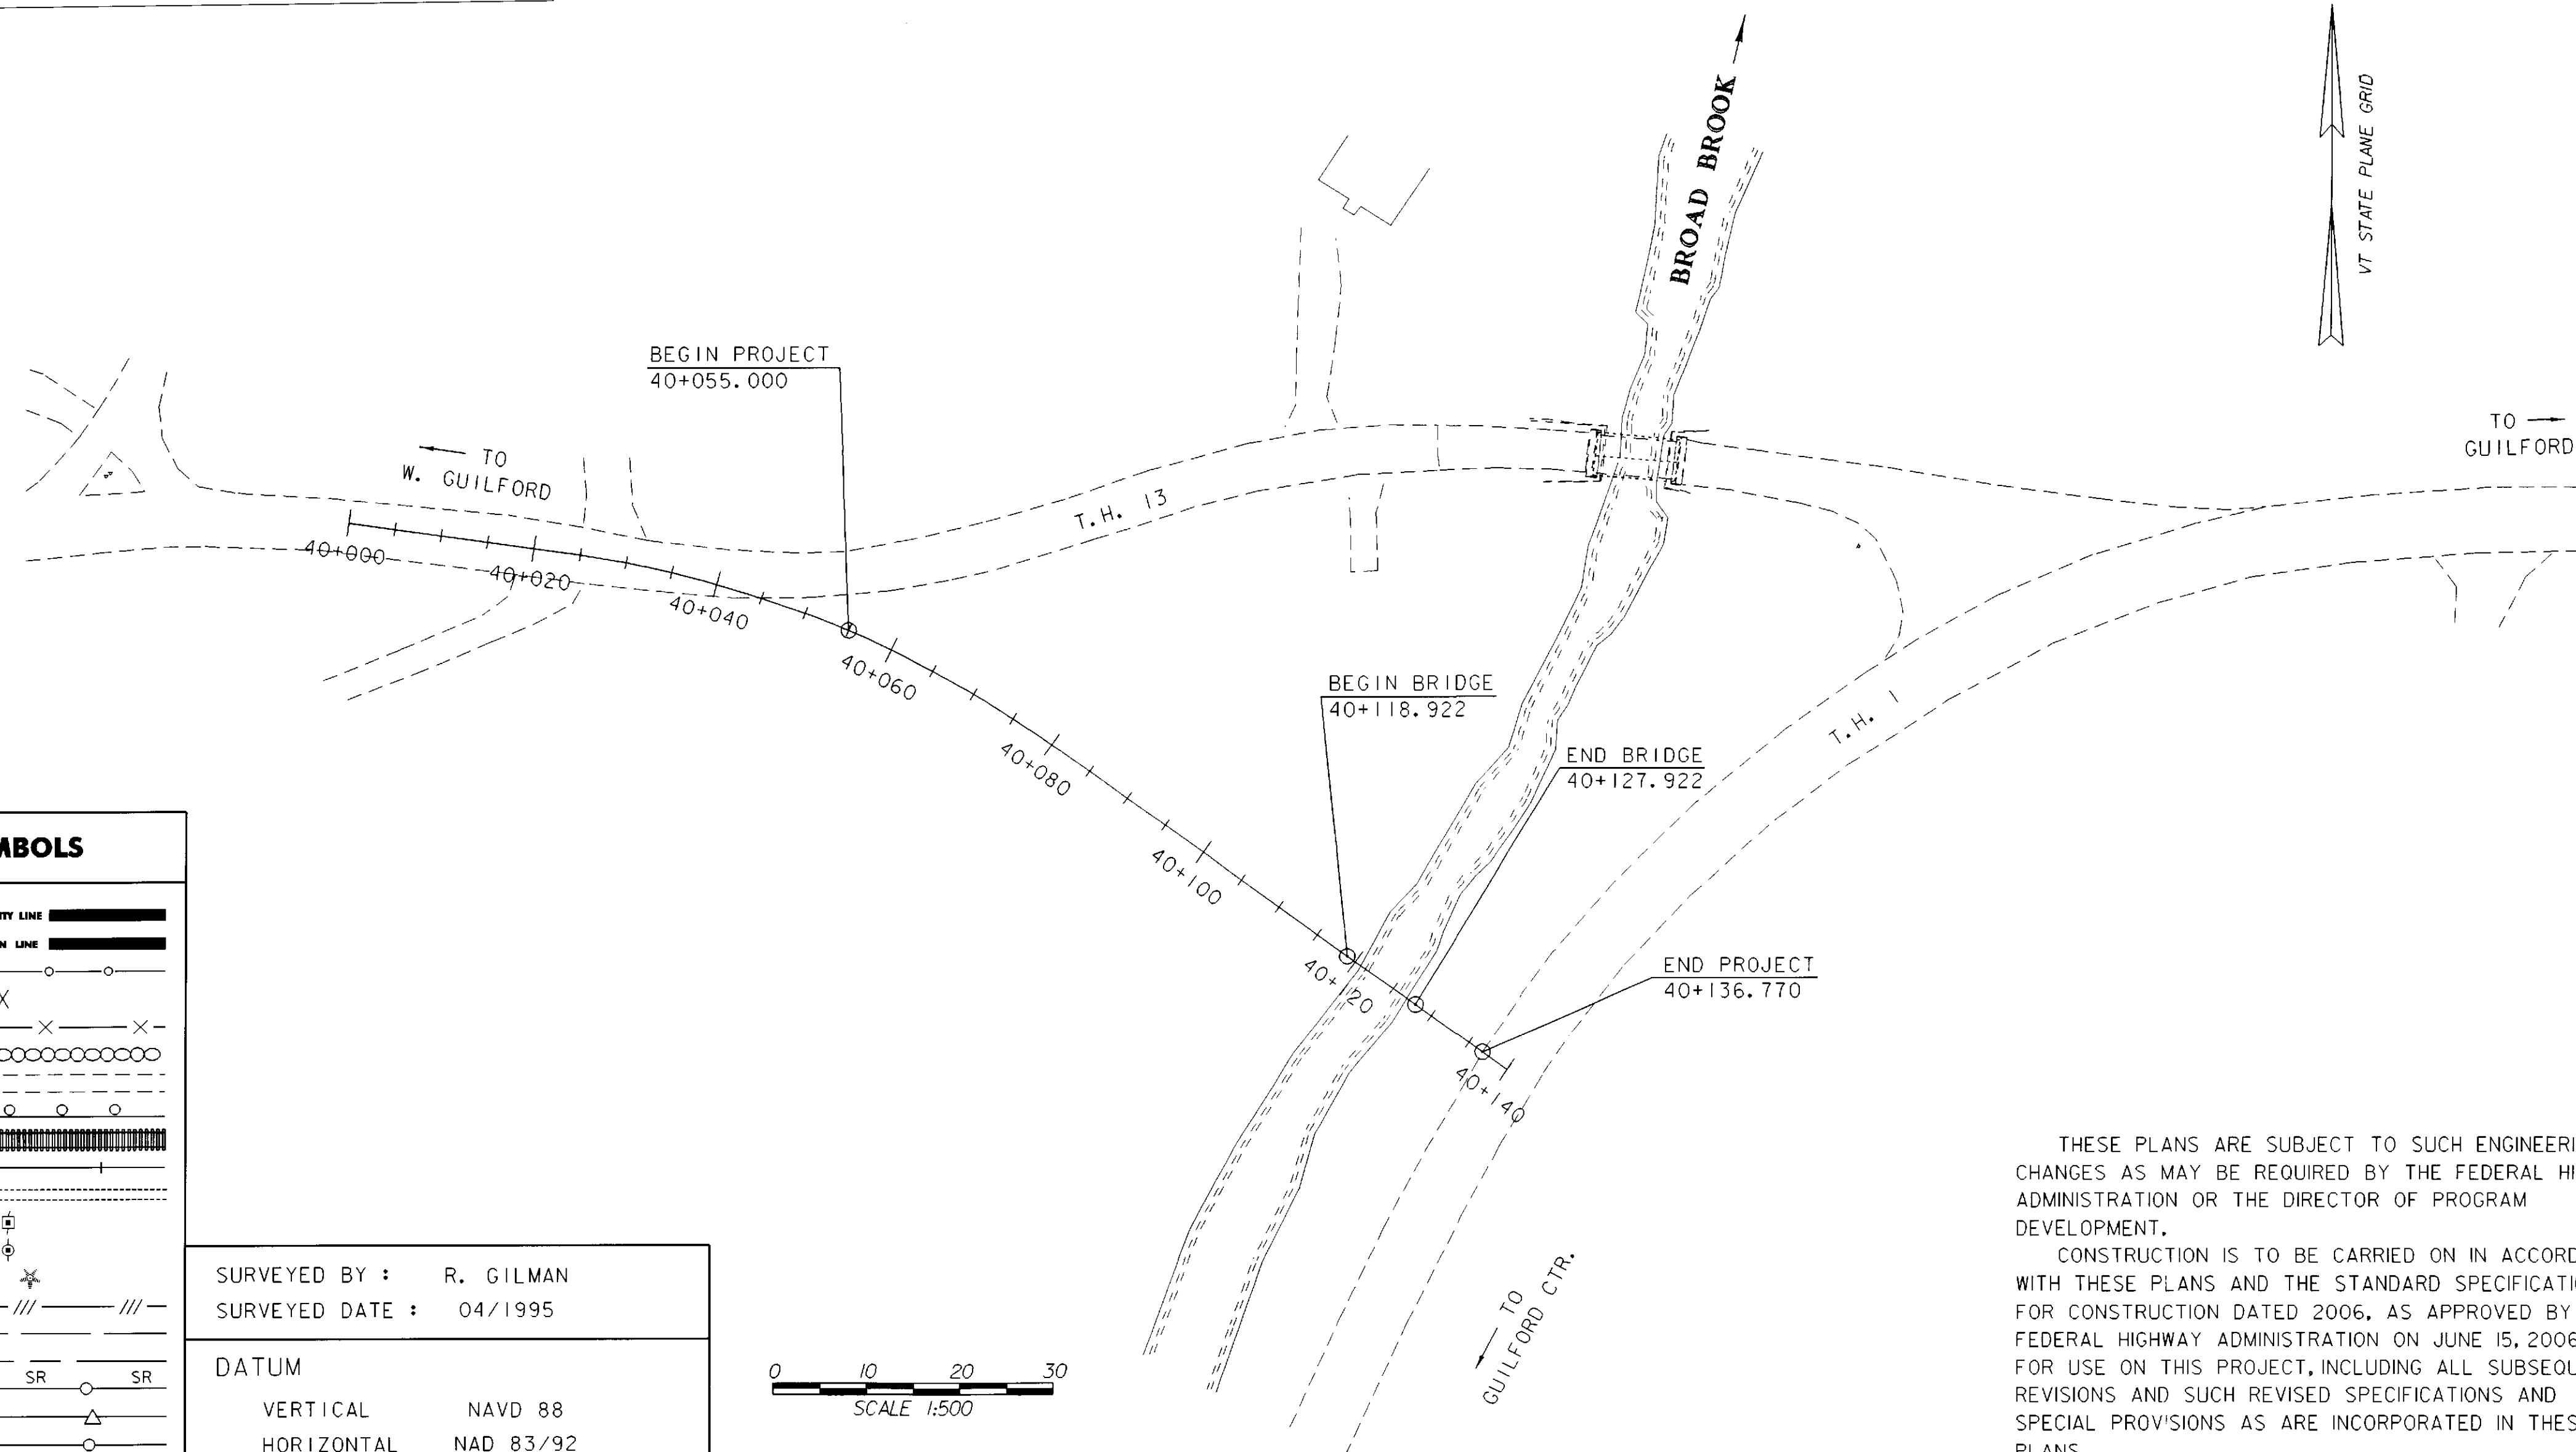 BROAD BROOK
VT STATE PLANE GRID
BEGIN PROJECT
40+055.000
TO
W. GUILFORD
TO
GUILFORD
T.H. 13
40+000
40+020
40+040
40+060
40+080
40+100
40+120
40+140
BEGIN BRIDGE
40+118.922
END BRIDGE
40+127.922
T.H. 1
END PROJECT
40+136.770
TO
GUILFORD CTR.
MBOLS
TY LINE
N LINE
SR SR
SURVEYED BY : R. GILMAN
SURVEYED DATE : 04/1995
DATUM
VERTICAL NAVD 88
HORIZONTAL NAD 83/92
0 10 20 30
SCALE 1:500
THESE PLANS ARE SUBJECT TO SUCH ENGINEERI
CHANGES AS MAY BE REQUIRED BY THE FEDERAL HI
ADMINISTRATION OR THE DIRECTOR OF PROGRAM
DEVELOPMENT.
CONSTRUCTION IS TO BE CARRIED ON IN ACCORD
WITH THESE PLANS AND THE STANDARD SPECIFICATI
FOR CONSTRUCTION DATED 2006, AS APPROVED BY
FEDERAL HIGHWAY ADMINISTRATION ON JUNE 15, 2006
FOR USE ON THIS PROJECT, INCLUDING ALL SUBSEQU
REVISIONS AND SUCH REVISED SPECIFICATIONS AND
SPECIAL PROVISIONS AS ARE INCORPORATED IN THES
PLANS